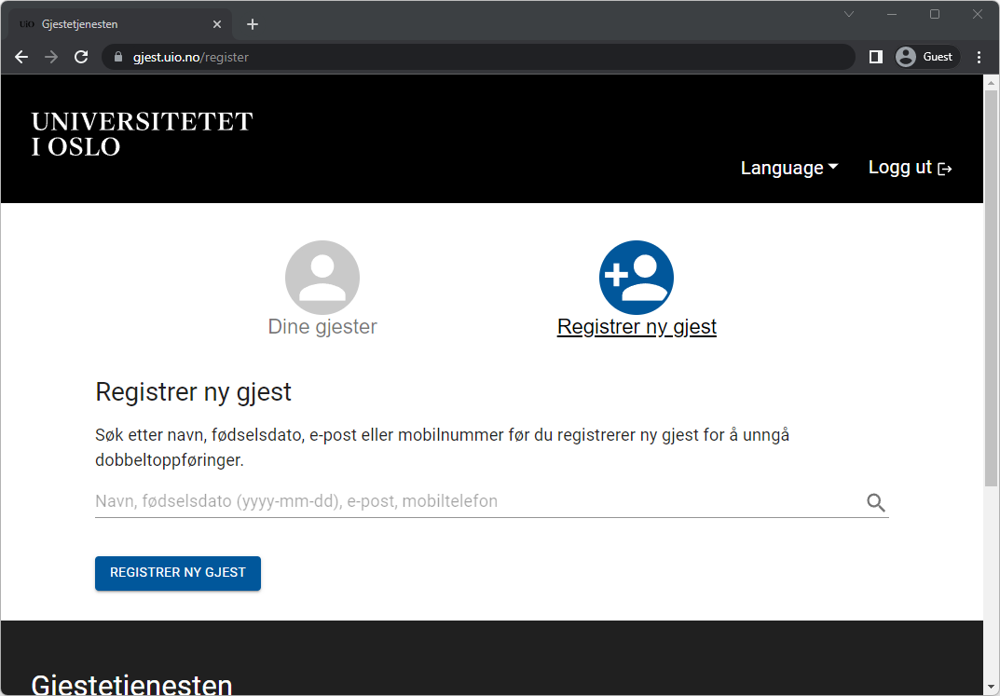 UiO Gjestetjenesten
gjest.uio.no/register
Guest
UNIVERSITETET
I OSLO
Language
Logg ut
Dine gjester
Registrer ny gjest
Registrer ny gjest
Søk etter navn, fødselsdato, e-post eller mobilnummer før du registrerer ny gjest for å unngå
dobbeltoppføringer.
Navn, fødselsdato (yyyy-mm-dd), e-post, mobiltelefon
REGISTRER NY GJEST
Gjestetjenesten